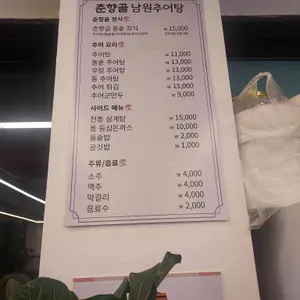 춘향골 남원추어탕
춘향골 정식
춘향골 돌솥 정식 ₩ 15,000
추어 요리
추어탕 ₩ 11,000
통솔 추어탕 ₩ 13,000
우렁 추어탕 ₩ 13,000
통 추어탕 ₩ 13,000
추어 튀김 ₩ 15,000
추어군만두 ₩ 9,000
사이드 메뉴
전통 삼계탕 ₩ 15,000
통 등심돈까스 ₩ 10,000
돌솥밥 ₩ 2,000
공깃밥 ₩ 1,000
주류/음료
소주 ₩ 4,000
맥주 ₩ 4,000
막걸리 ₩ 4,000
음료수 ₩ 2,000